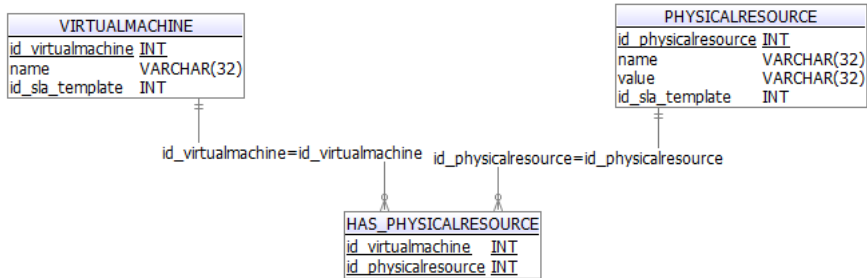 VIRTUALMACHINE
id_virtualmachine INT
name VARCHAR(32)
id_sla_template INT
PHYSICALRESOURCE
id_physicalresource INT
name VARCHAR(32)
value VARCHAR(32)
id_sla_template INT
id_virtualmachine=id_virtualmachine
id_physicalresource=id_physicalresource
HAS_PHYSICALRESOURCE
id_virtualmachine INT
id_physicalresource INT